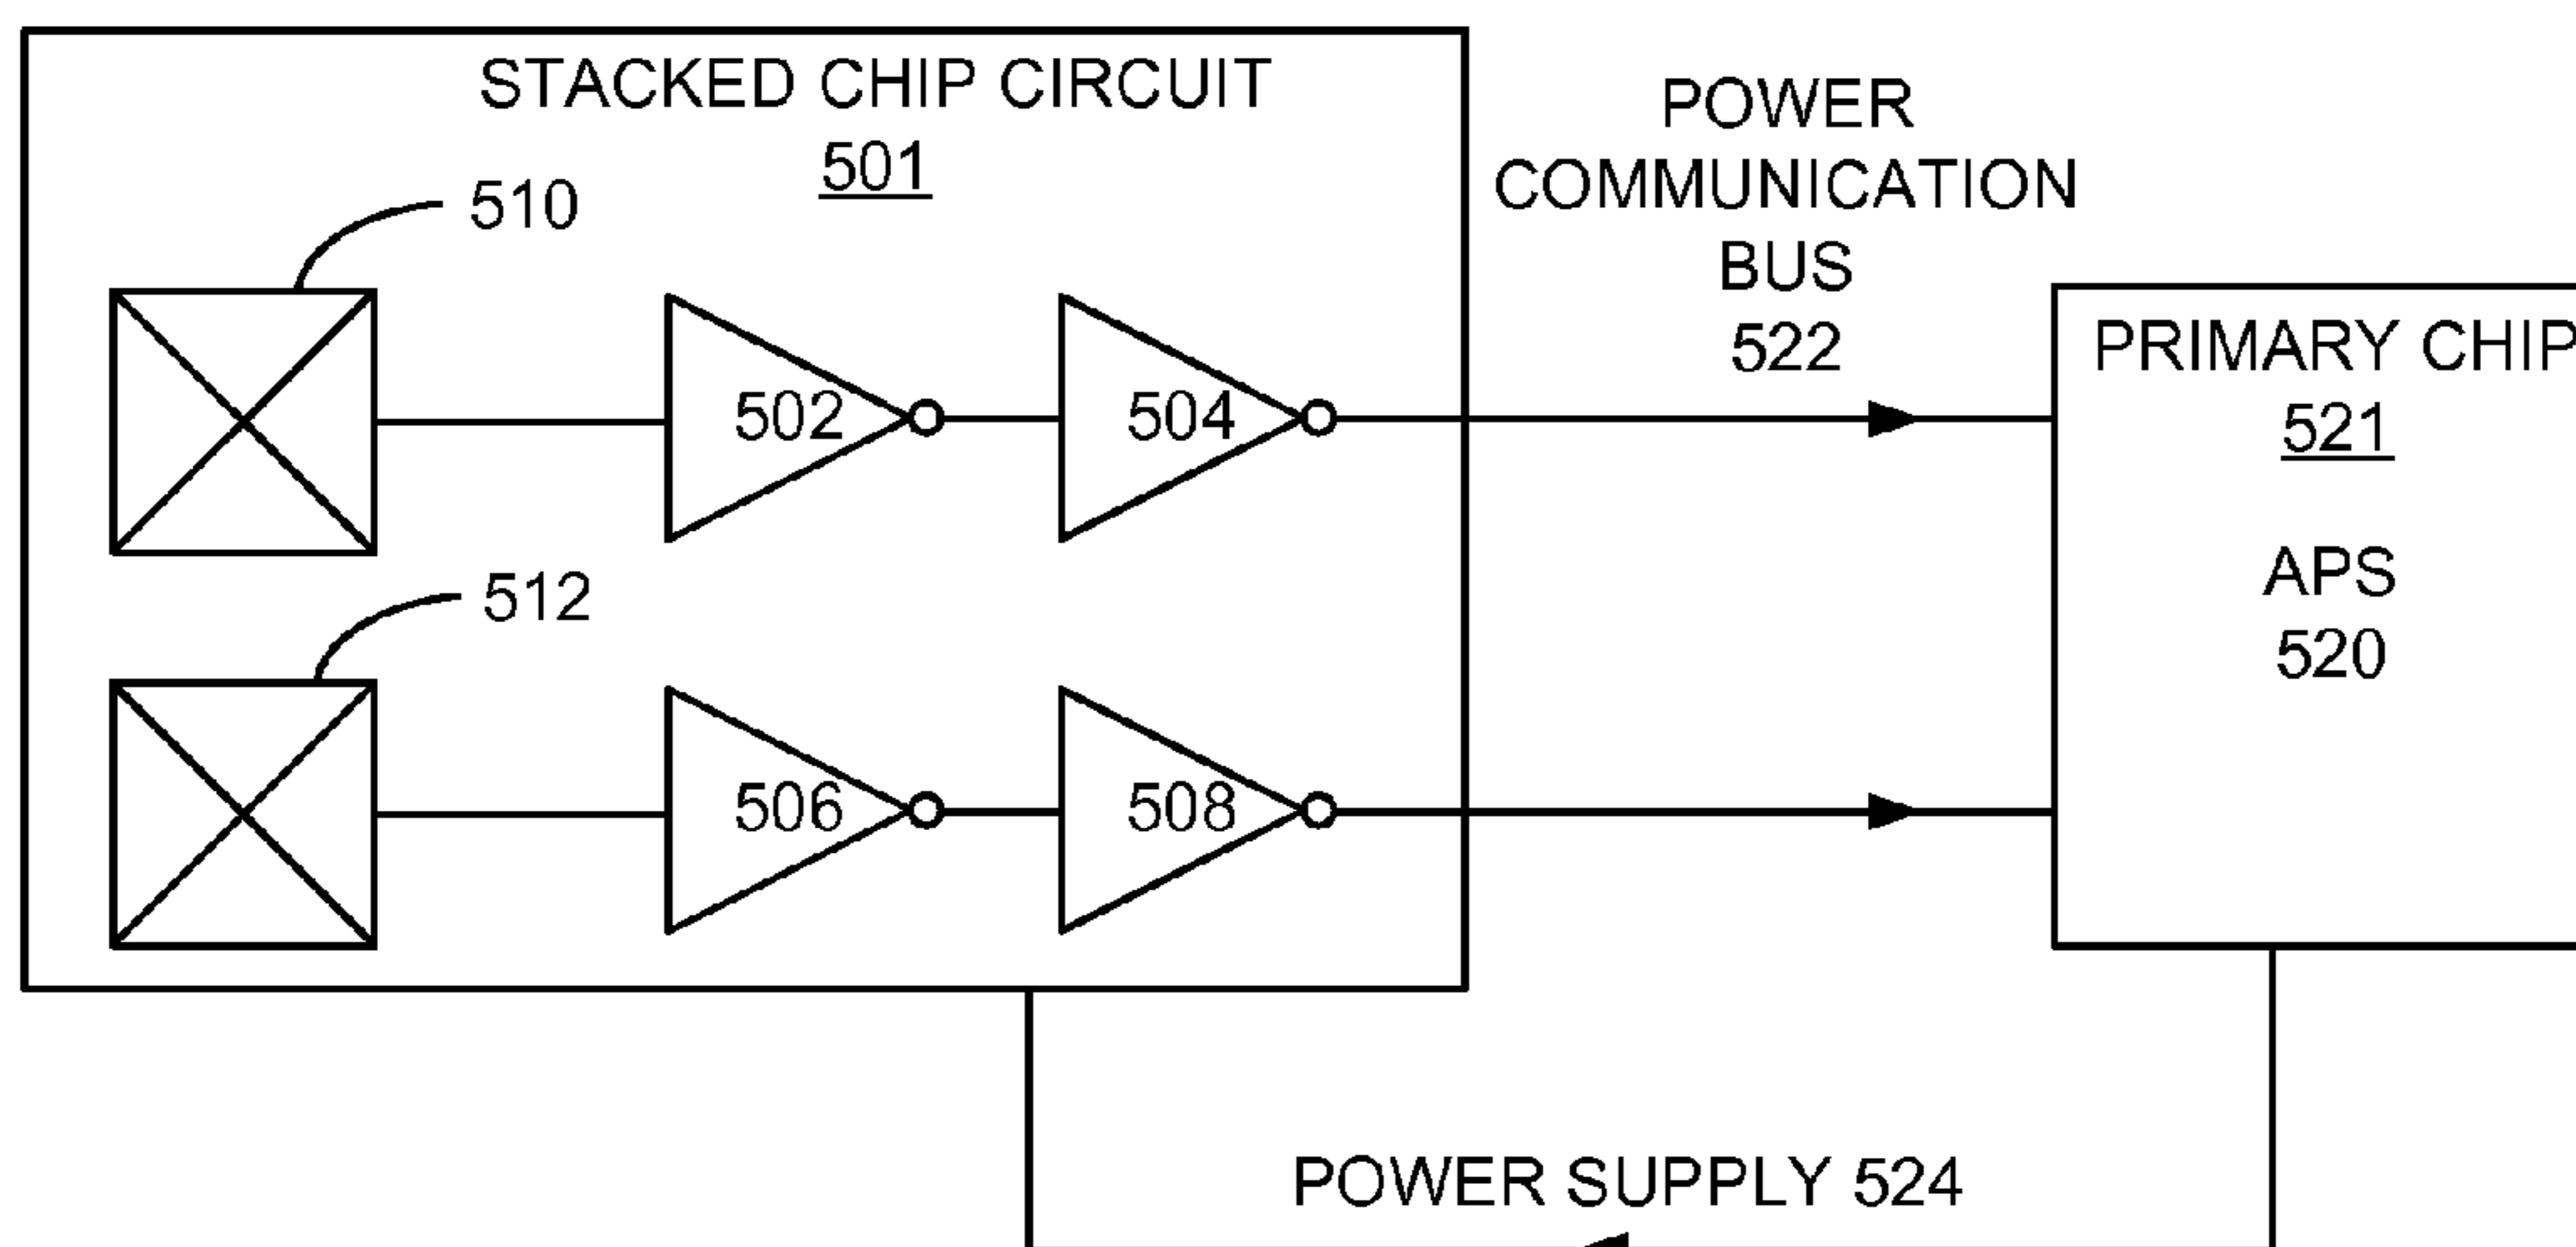 STACKED CHIP CIRCUIT
501
510
502
504
512
506
508
POWER
COMMUNICATION
BUS
522
PRIMARY CHIP
521
APS
520
POWER SUPPLY 524